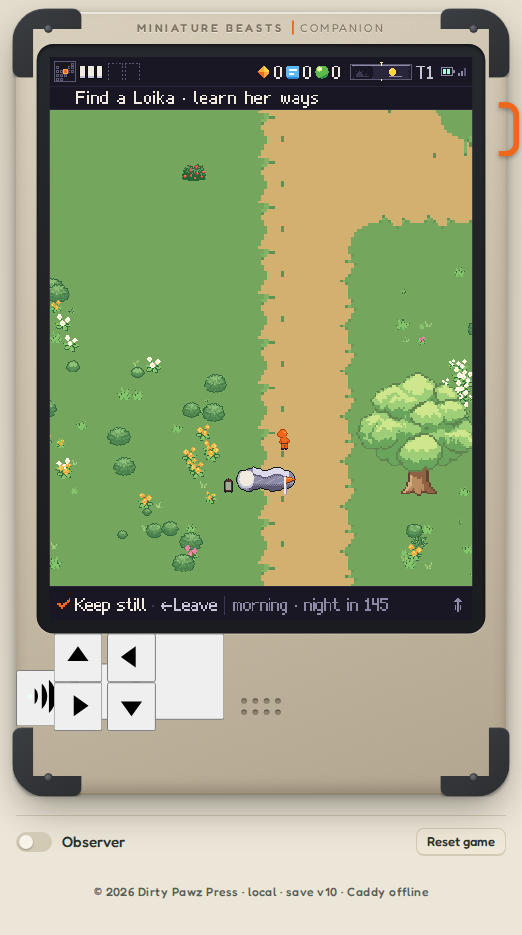 MINIATURE BEASTS | COMPANION
0 0 0 T1
Find a Loika · learn her ways
Keep still · ←Leave | morning · night in 145
Observer
Reset game
© 2026 Dirty Pawz Press · local · save v10 · Caddy offline